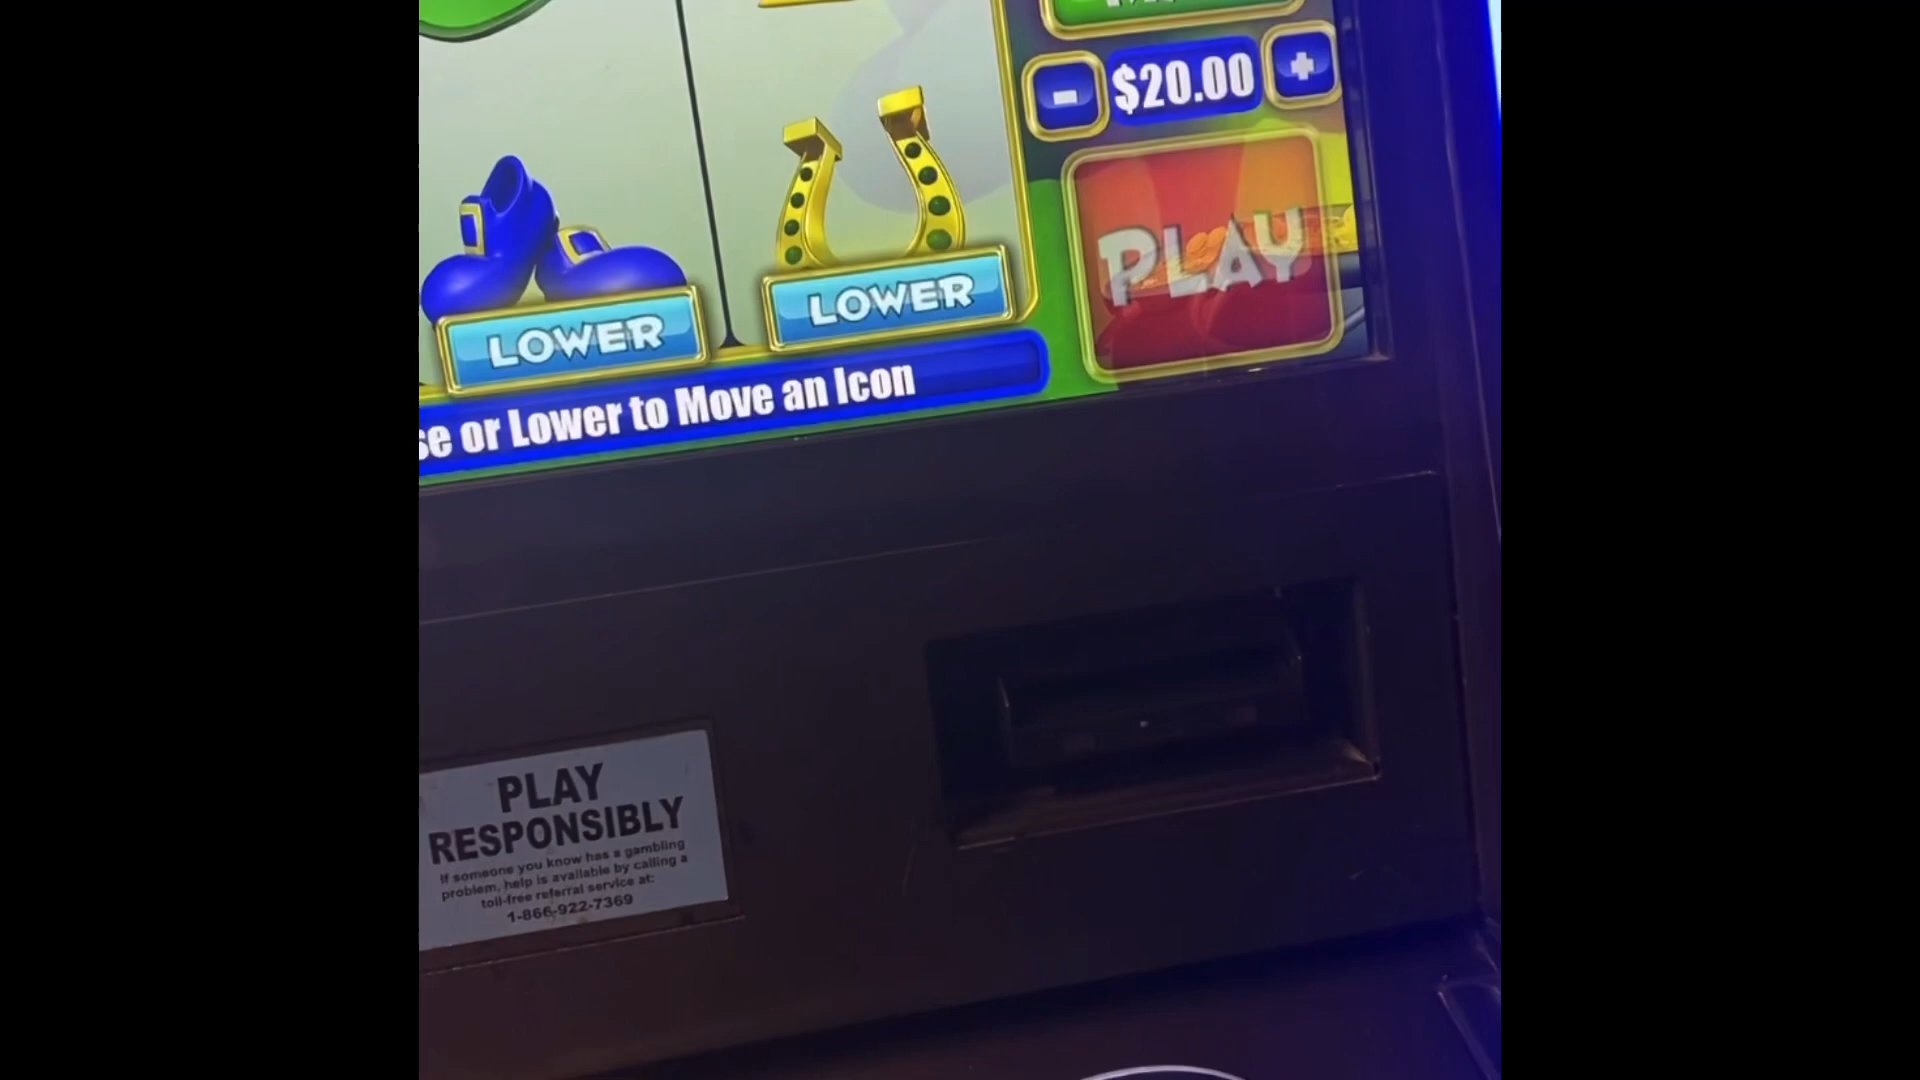 $20.00
-
+
PLAY
LOWER
LOWER
or Lower to Move an Icon
PLAY
RESPONSIBLY
If someone you know has a gambling
problem, help is available by calling a
toll-free referral service at:
1-866-922-7369